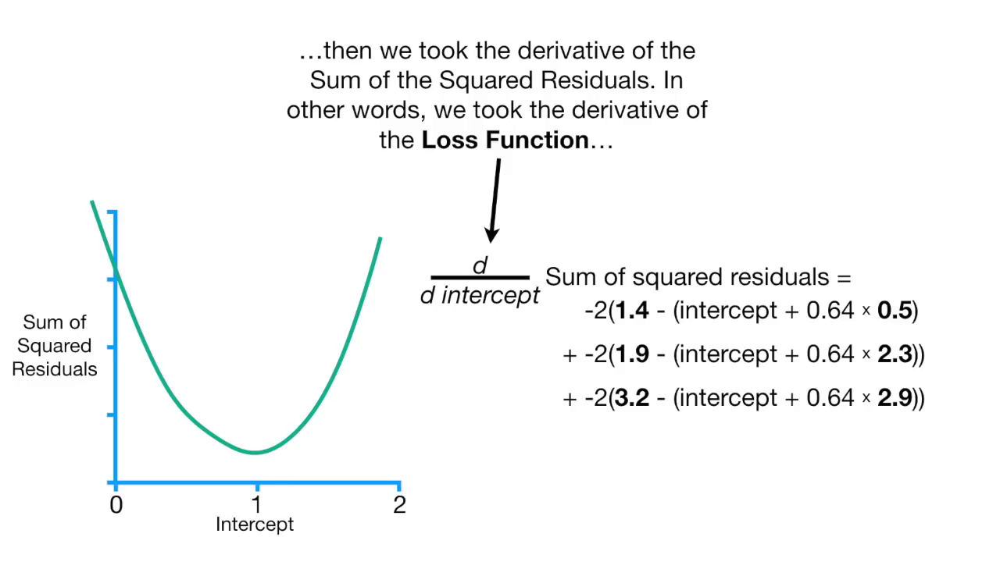 …then we took the derivative of the
Sum of the Squared Residuals. In
other words, we took the derivative of
the Loss Function…
d
d intercept
Sum of squared residuals =
-2(1.4 - (intercept + 0.64 × 0.5)
+ -2(1.9 - (intercept + 0.64 × 2.3))
+ -2(3.2 - (intercept + 0.64 × 2.9))
Sum of
Squared
Residuals
0 1 2
Intercept